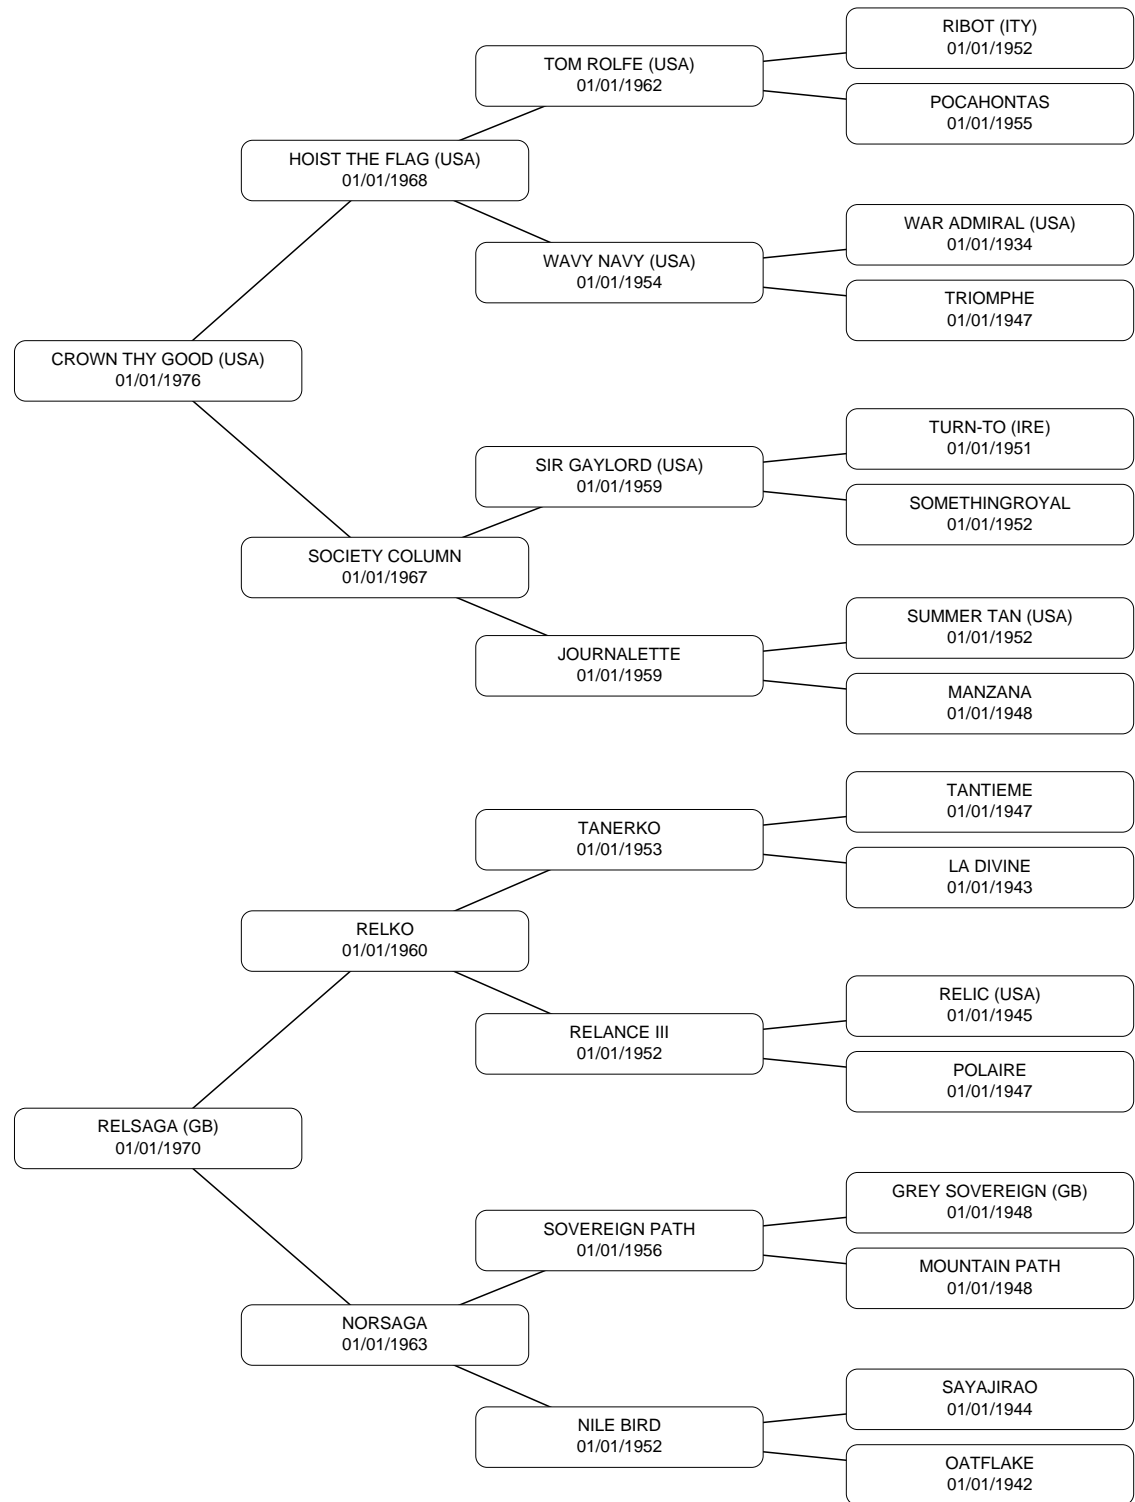 RIBOT (ITY)
01/01/1952
TOM ROLFE (USA)
01/01/1962
POCAHONTAS
01/01/1955
HOIST THE FLAG (USA)
01/01/1968
WAR ADMIRAL (USA)
01/01/1934
WAVY NAVY (USA)
01/01/1954
TRIOMPHE
01/01/1947
CROWN THY GOOD (USA)
01/01/1976
TURN-TO (IRE)
01/01/1951
SIR GAYLORD (USA)
01/01/1959
SOMETHINGROYAL
01/01/1952
SOCIETY COLUMN
01/01/1967
SUMMER TAN (USA)
01/01/1952
JOURNALETTE
01/01/1959
MANZANA
01/01/1948
TANTIEME
01/01/1947
TANERKO
01/01/1953
LA DIVINE
01/01/1943
RELKO
01/01/1960
RELIC (USA)
01/01/1945
RELANCE III
01/01/1952
POLAIRE
01/01/1947
RELSAGA (GB)
01/01/1970
GREY SOVEREIGN (GB)
01/01/1948
SOVEREIGN PATH
01/01/1956
MOUNTAIN PATH
01/01/1948
NORSAGA
01/01/1963
SAYAJIRAO
01/01/1944
NILE BIRD
01/01/1952
OATFLAKE
01/01/1942